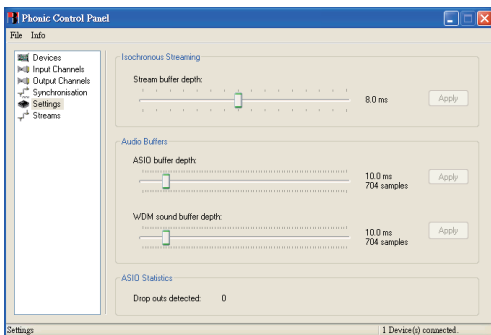 Phonic Control Panel
File Info
Devices
Input Channels
Output Channels
Synchronisation
Settings
Streams
Isochronous Streaming
Stream buffer depth:
8.0 ms
Apply
Audio Buffers
ASIO buffer depth:
10.0 ms
704 samples
Apply
WDM sound buffer depth:
10.0 ms
704 samples
Apply
ASIO Statistics
Drop outs detected: 0
Settings
1 Device(s) connected.